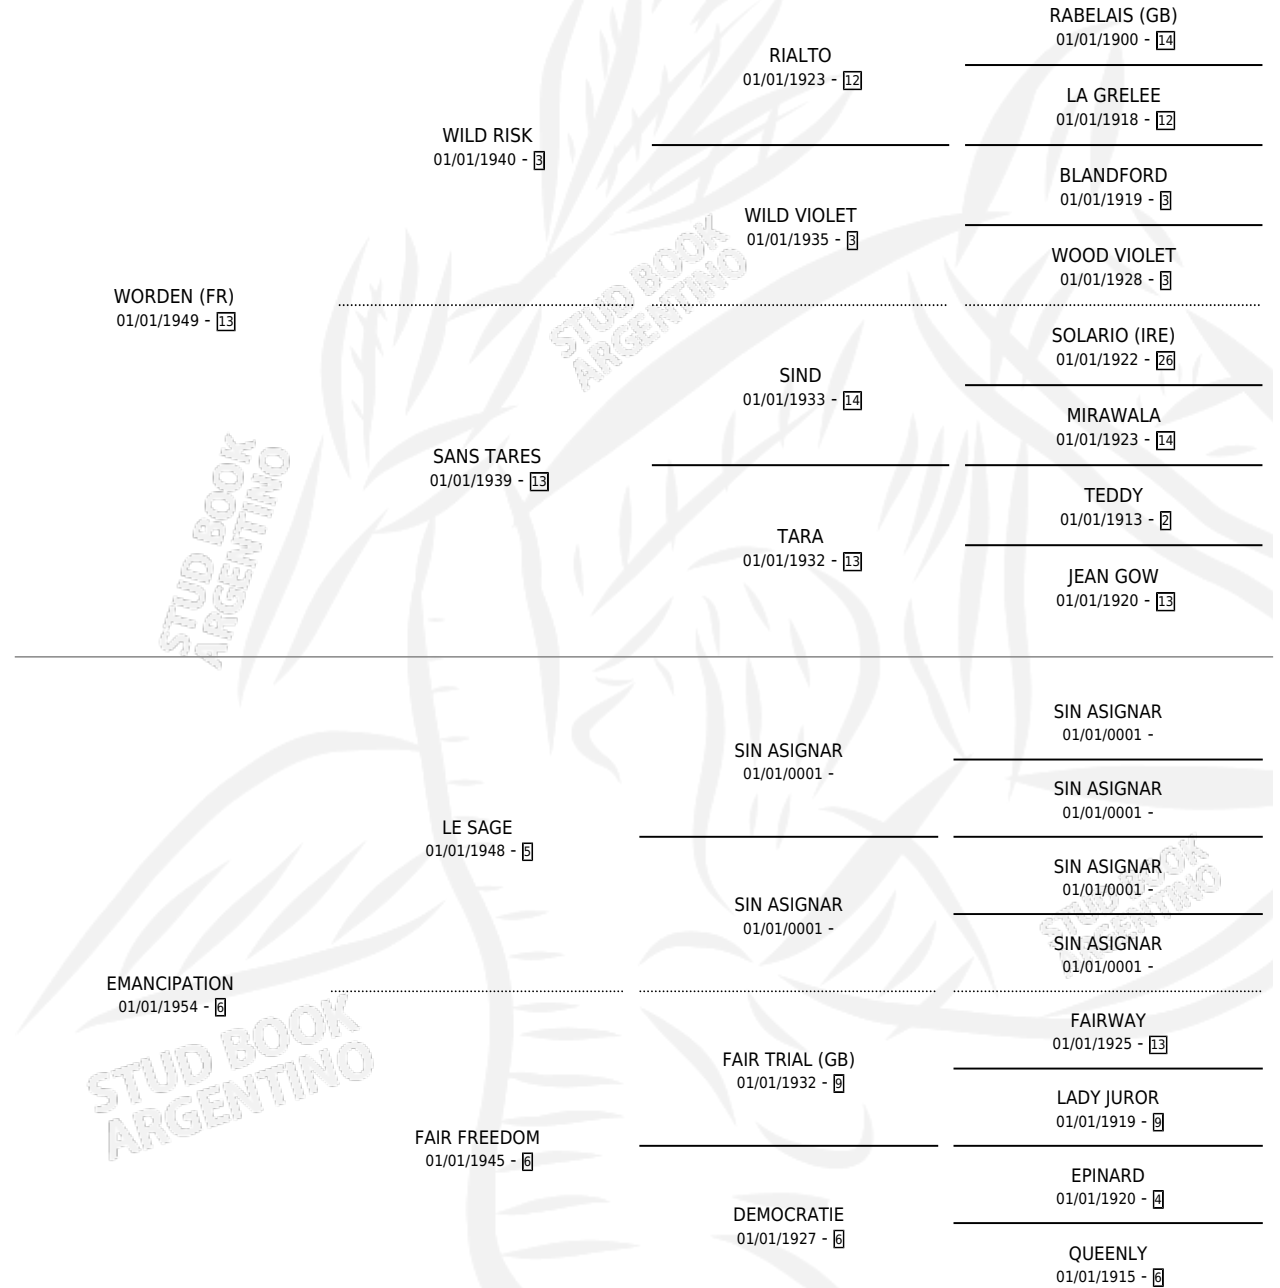 RABELAIS (GB)
01/01/1900 - 14
RIALTO
01/01/1923 - 12
LA GRELEE
01/01/1918 - 12
WILD RISK
01/01/1940 - 3
BLANDFORD
01/01/1919 - 3
WILD VIOLET
01/01/1935 - 3
WOOD VIOLET
01/01/1928 - 3
WORDEN (FR)
01/01/1949 - 13
STUD BOOK
ARGENTINO
SOLARIO (IRE)
01/01/1922 - 26
SIND
01/01/1933 - 14
MIRAWALA
01/01/1923 - 14
SANS TARES
01/01/1939 - 13
TEDDY
01/01/1913 - 2
TARA
01/01/1932 - 13
JEAN GOW
01/01/1920 - 13
STUD BOOK
ARGENTINO
SIN ASIGNAR
01/01/0001 -
SIN ASIGNAR
01/01/0001 -
SIN ASIGNAR
01/01/0001 -
LE SAGE
01/01/1948 - 5
SIN ASIGNAR
01/01/0001 -
SIN ASIGNAR
01/01/0001 -
SIN ASIGNAR
01/01/0001 -
STUD BOOK
ARGENTINO
EMANCIPATION
01/01/1954 - 6
FAIRWAY
01/01/1925 - 13
FAIR TRIAL (GB)
01/01/1932 - 9
LADY JUROR
01/01/1919 - 9
STUD BOOK
ARGENTINO
FAIR FREEDOM
01/01/1945 - 6
EPINARD
01/01/1920 - 4
DEMOCRATIE
01/01/1927 - 6
QUEENLY
01/01/1915 - 6